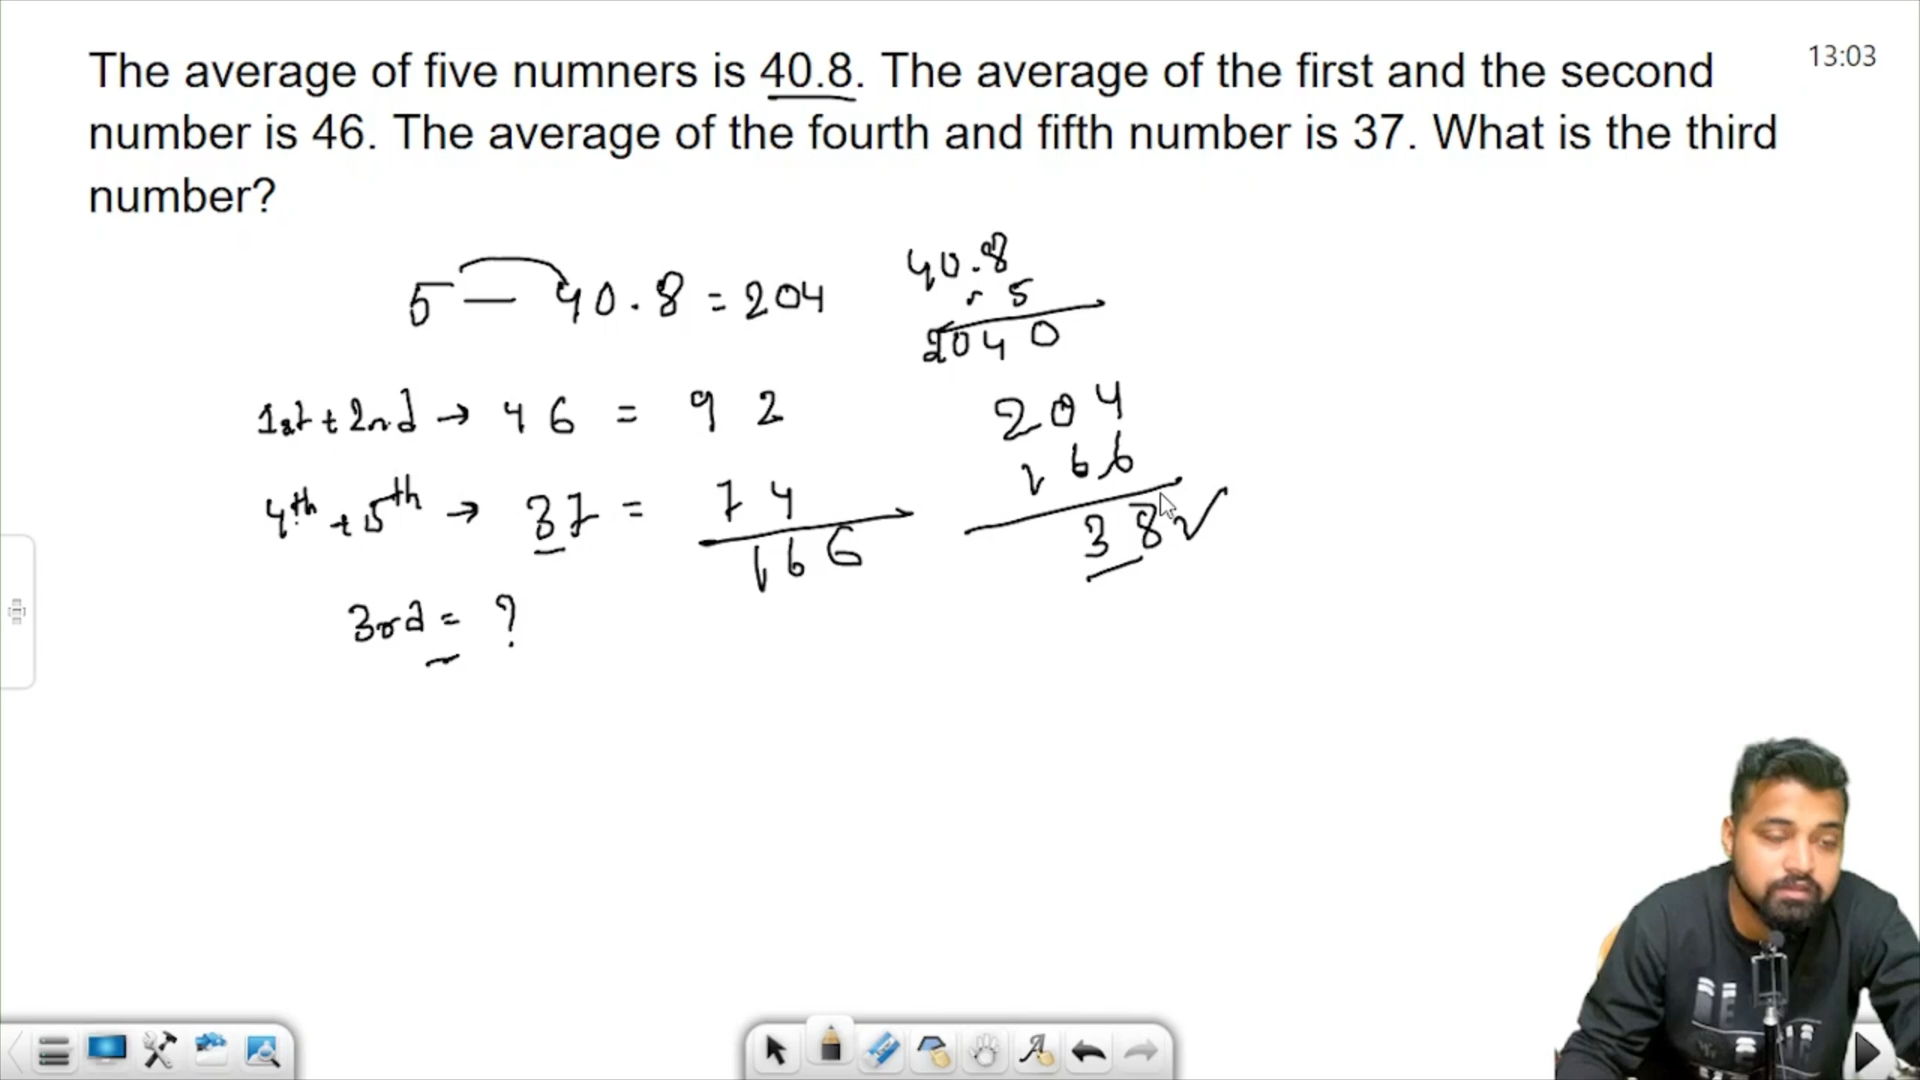 13:03
The average of five numners is 40.8. The average of the first and the second
number is 46. The average of the fourth and fifth number is 37. What is the third
number?
5 — 40.8 = 204
40.8
5
2040
1st + 2nd → 46 = 92
4th + 5th → 37 = 74
166
204
166
38 ✓
3rd = ?